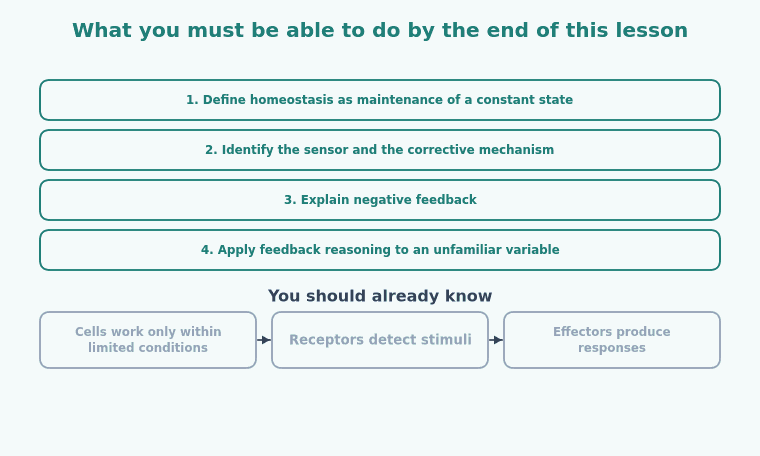 What you must be able to do by the end of this lesson
1. Define homeostasis as maintenance of a constant state
2. Identify the sensor and the corrective mechanism
3. Explain negative feedback
4. Apply feedback reasoning to an unfamiliar variable
You should already know
Cells work only within
limited conditions
Receptors detect stimuli
Effectors produce
responses